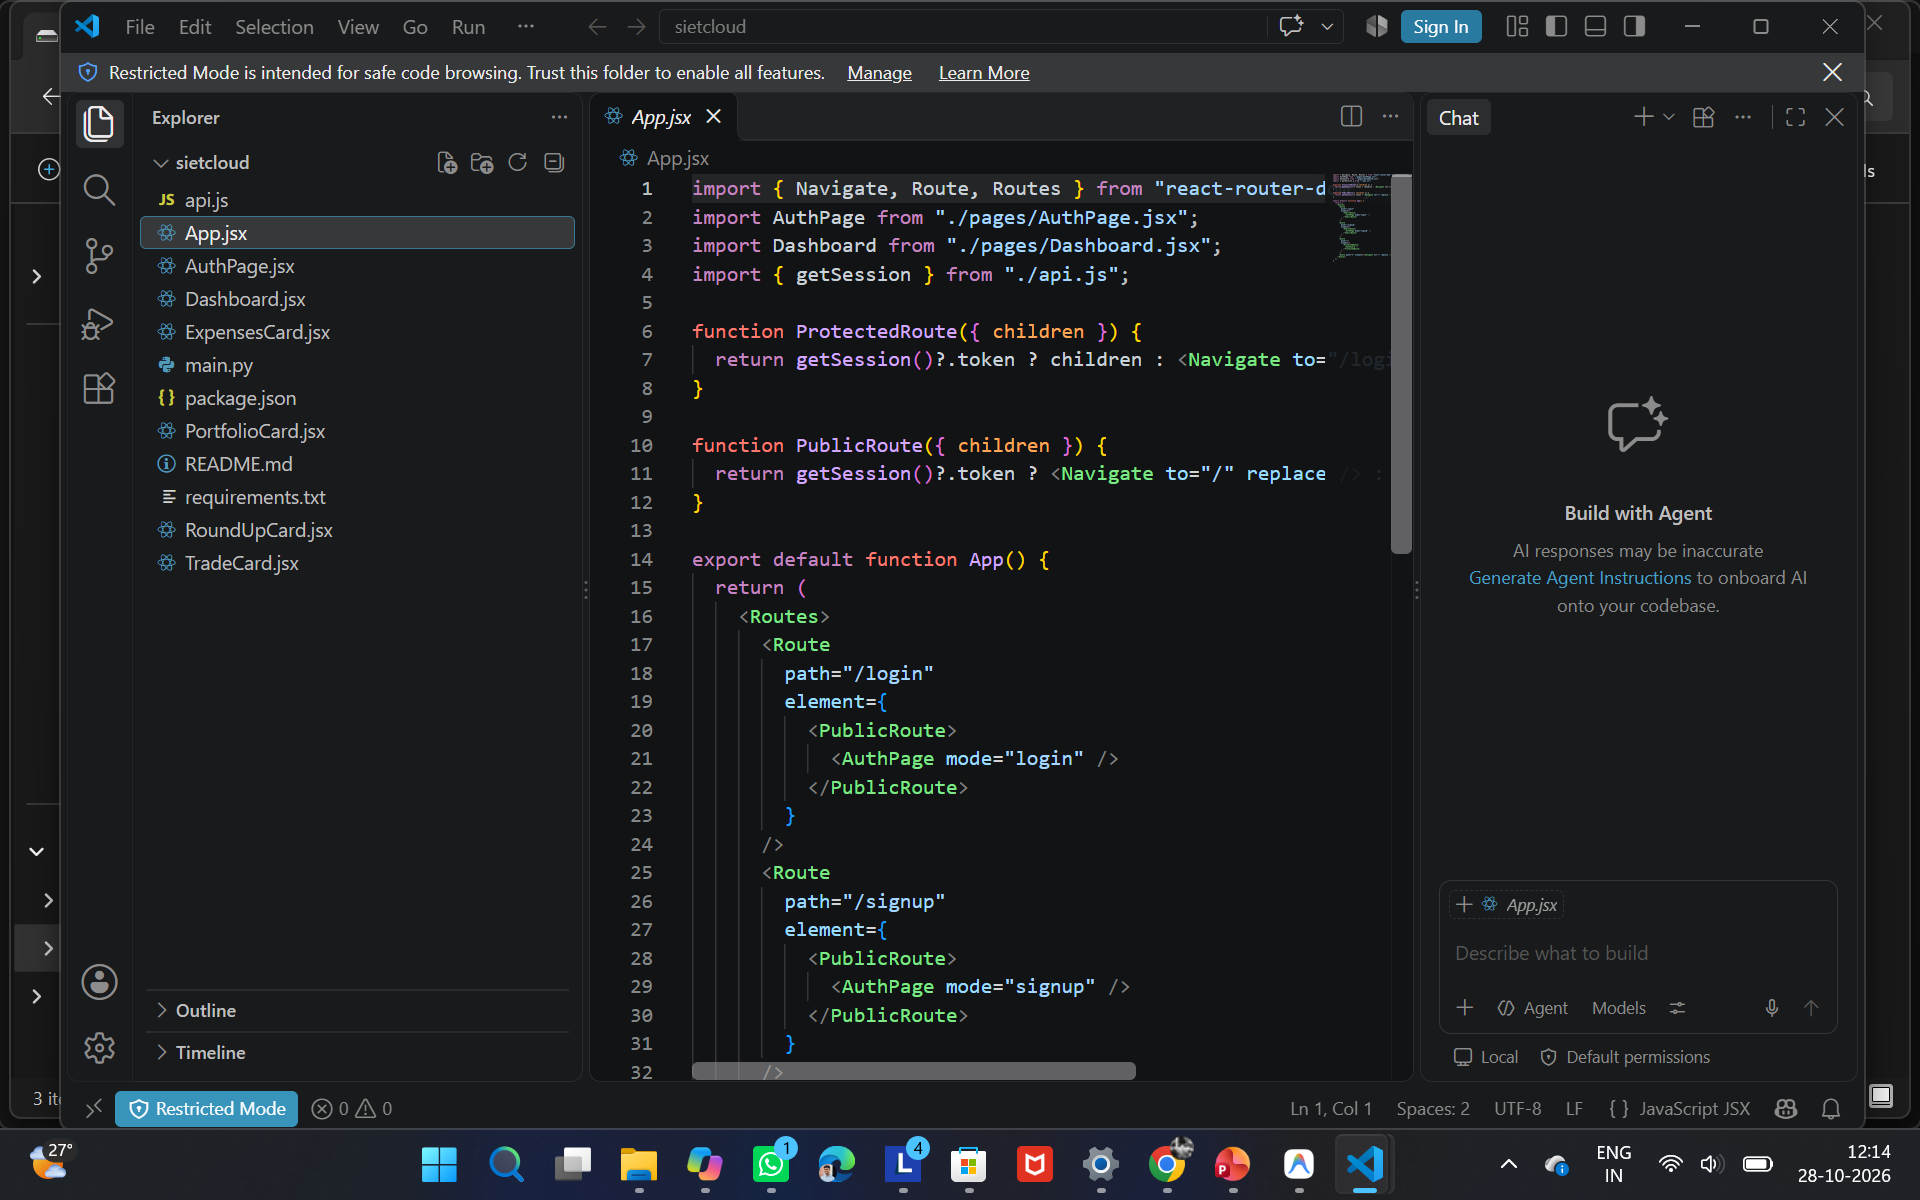 File Edit Selection View Go Run ···
sietcloud
Sign In
Restricted Mode is intended for safe code browsing. Trust this folder to enable all features. Manage Learn More
Explorer
sietcloud
JS api.js
App.jsx
AuthPage.jsx
Dashboard.jsx
ExpensesCard.jsx
main.py
{} package.json
PortfolioCard.jsx
README.md
requirements.txt
RoundUpCard.jsx
TradeCard.jsx
Outline
Timeline
App.jsx
App.jsx
1 import { Navigate, Route, Routes } from "react-router-d
2 import AuthPage from "./pages/AuthPage.jsx";
3 import Dashboard from "./pages/Dashboard.jsx";
4 import { getSession } from "./api.js";
5
6 function ProtectedRoute({ children }) {
7 return getSession()?.token ? children : <Navigate to="/logi
8 }
9
10 function PublicRoute({ children }) {
11 return getSession()?.token ? <Navigate to="/" replace /> :
12 }
13
14 export default function App() {
15 return (
16 <Routes>
17 <Route
18 path="/login"
19 element={
20 <PublicRoute>
21 <AuthPage mode="login" />
22 </PublicRoute>
23 }
24 />
25 <Route
26 path="/signup"
27 element={
28 <PublicRoute>
29 <AuthPage mode="signup" />
30 </PublicRoute>
31 }
32 />
Chat
Build with Agent
AI responses may be inaccurate
Generate Agent Instructions to onboard AI
onto your codebase.
App.jsx
Describe what to build
Agent Models
Local Default permissions
ls
3 it
Restricted Mode 0 0
Ln 1, Col 1 Spaces: 2 UTF-8 LF {} JavaScript JSX
27°
1
4
L
P
ENG
IN
12:14
28-10-2026